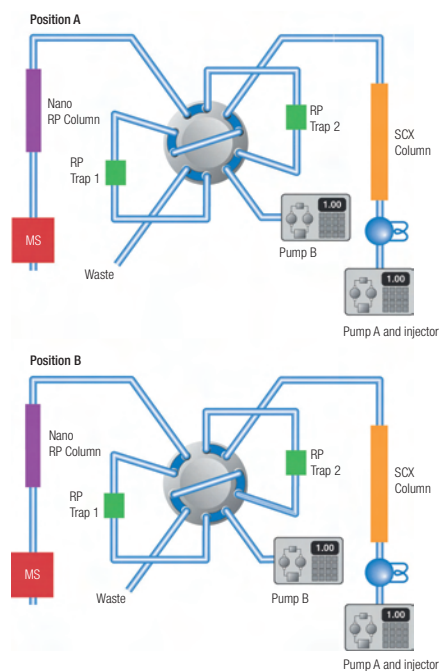 Position A
Nano
RP Column
RP
Trap 1
RP
Trap 2
SCX
Column
1.00
MS
Pump B
Waste
1.00
Pump A and injector
Position B
Nano
RP Column
RP
Trap 1
RP
Trap 2
SCX
Column
1.00
MS
Waste
Pump B
1.00
Pump A and injector